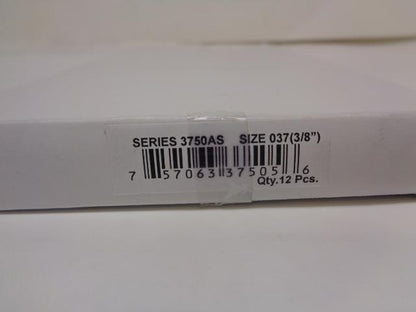 SERIES 3750AS SIZE 037(3/8")
7 57063 37505 6
Qty.12 Pcs.